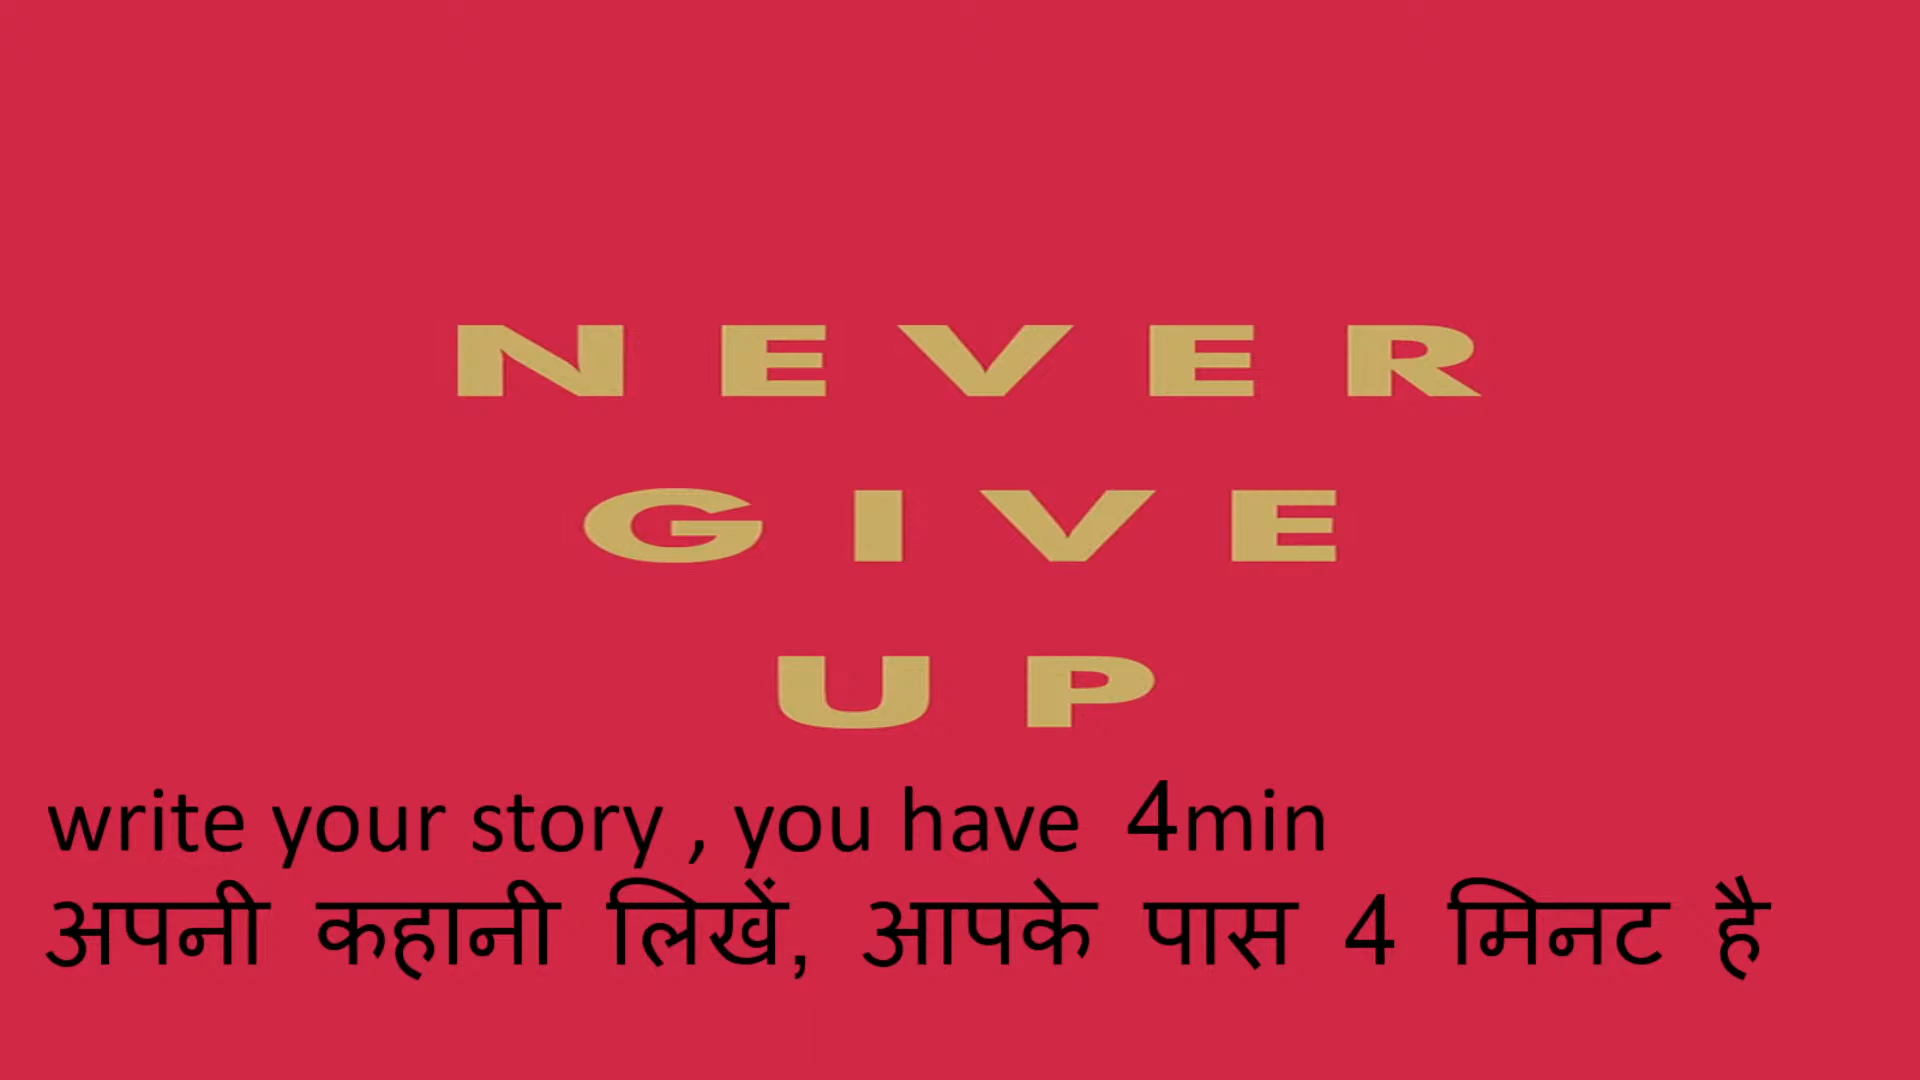 NEVER
GIVE
UP
write your story , you have 4min
अपनी कहानी लिखें, आपके पास 4 मिनट है